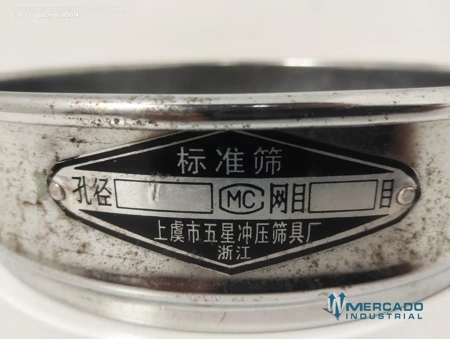 标准筛
孔径 MC 网目 目
上虞市五星冲压筛具厂
浙江
MERCADO
INDUSTRIAL